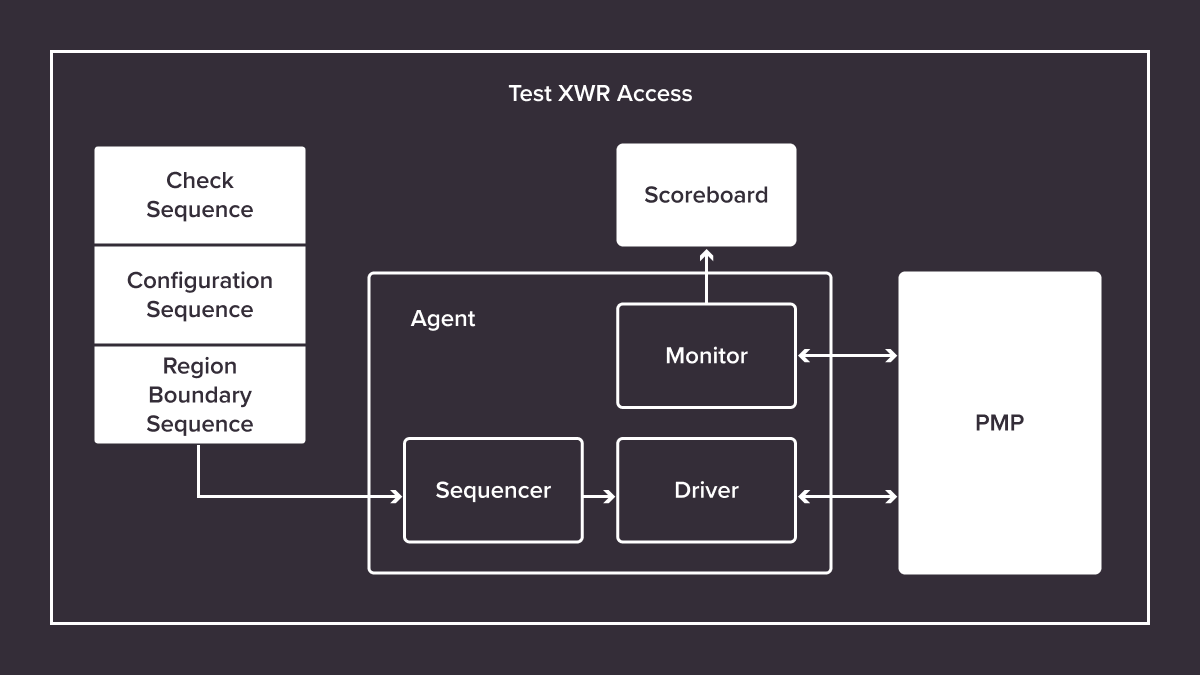 Test XWR Access
Check
Sequence
Configuration
Sequence
Region
Boundary
Sequence
Scoreboard
Agent
Monitor
Sequencer
Driver
PMP